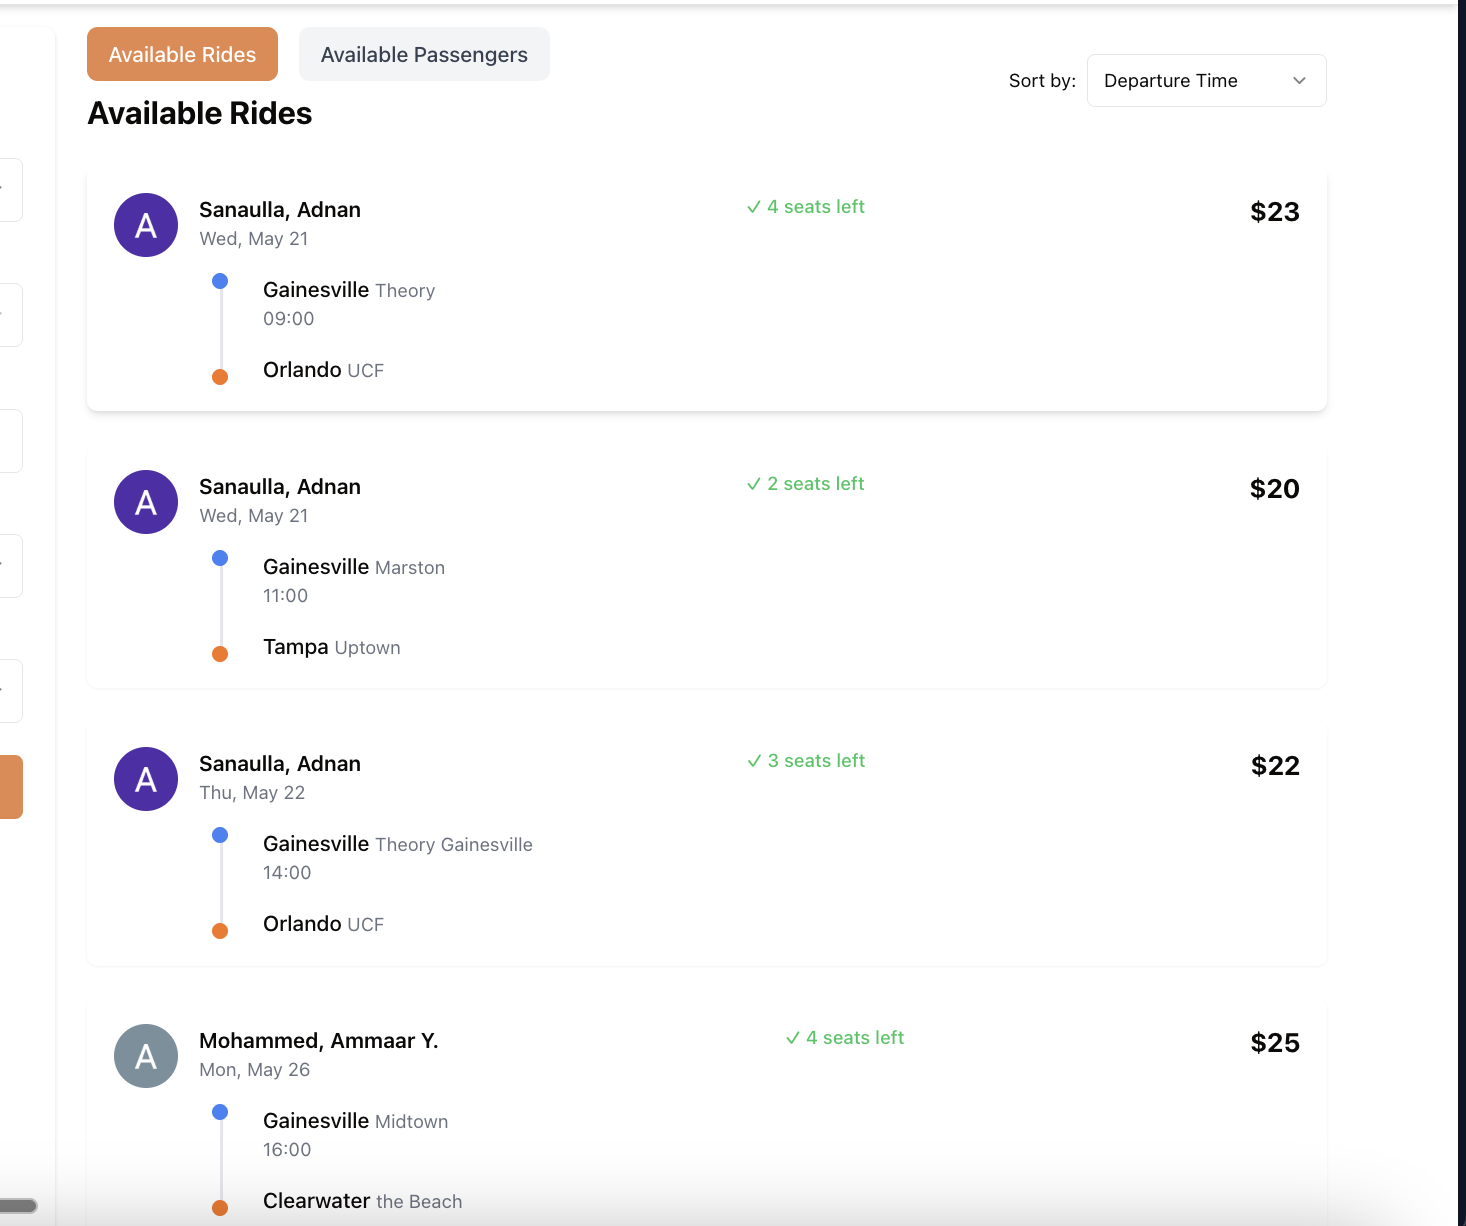 Available Rides
Available Passengers
Sort by:
Departure Time
Available Rides
A
Sanaulla, Adnan
Wed, May 21
✓ 4 seats left
$23
Gainesville Theory
09:00
Orlando UCF
A
Sanaulla, Adnan
Wed, May 21
✓ 2 seats left
$20
Gainesville Marston
11:00
Tampa Uptown
A
Sanaulla, Adnan
Thu, May 22
✓ 3 seats left
$22
Gainesville Theory Gainesville
14:00
Orlando UCF
A
Mohammed, Ammaar Y.
Mon, May 26
✓ 4 seats left
$25
Gainesville Midtown
16:00
Clearwater the Beach